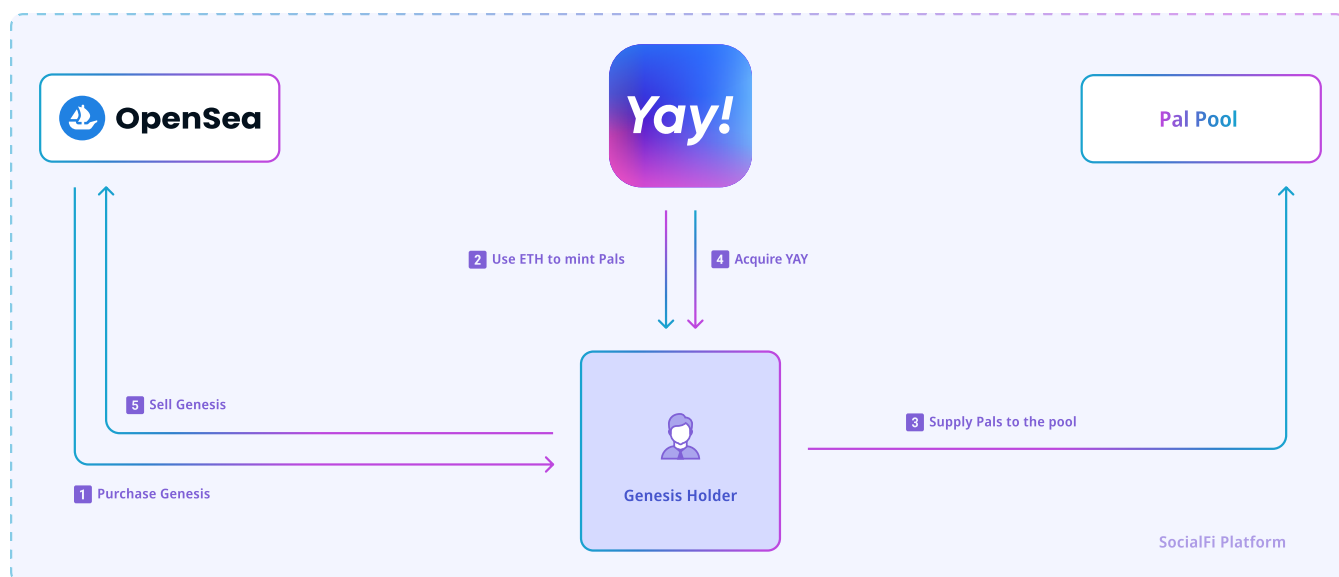 OpenSea
Yay!
Pal Pool
2 Use ETH to mint Pals
4 Acquire YAY
5 Sell Genesis
3 Supply Pals to the pool
1 Purchase Genesis
Genesis Holder
SocialFi Platform